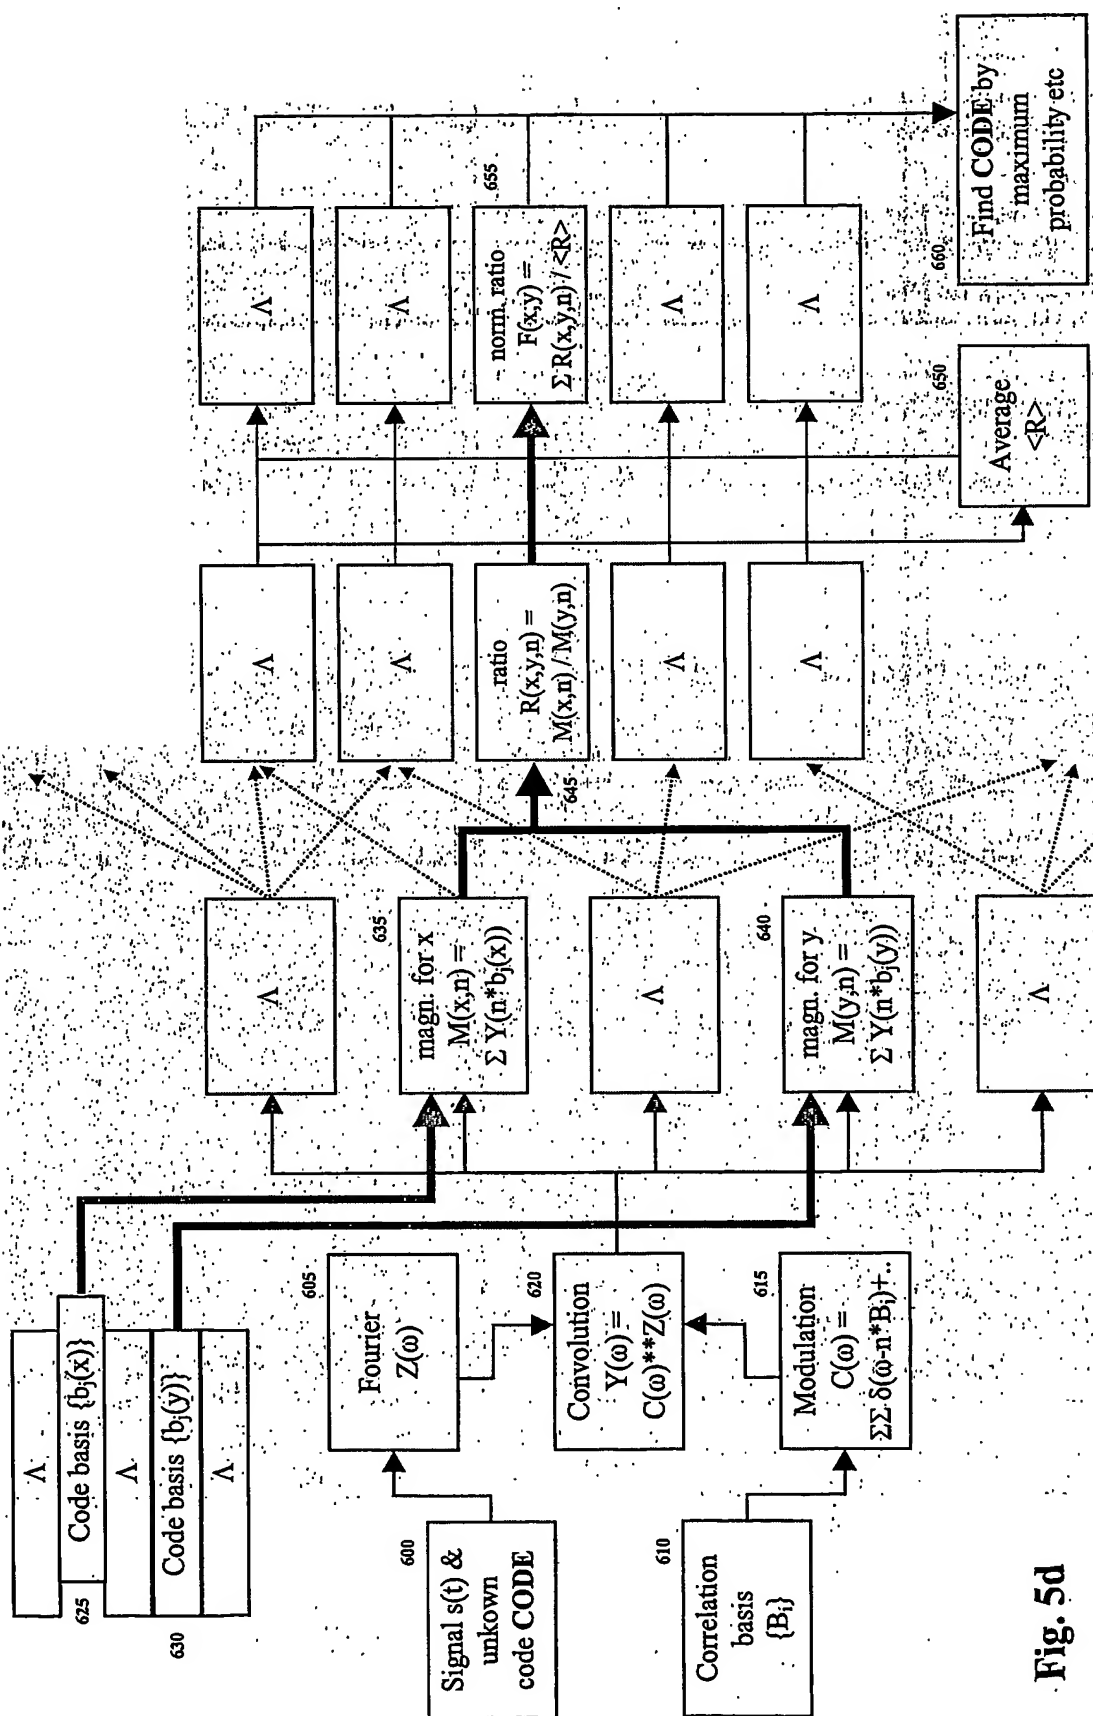 Λ
625
Code basis {bj(x)}
Λ
630
Code basis {bj(y)}
Λ
600
Signal s(t) &
unkown
code CODE
605
Fourier
Z(ω)
610
Correlation
basis
{Bi}
615
Modulation
C(ω) =
ΣΣ δ(ω-n*Bi)+..
620
Convolution
Y(ω) =
C(ω)**Z(ω)
Λ
635
magn. for x
M(x,n) =
Σ Y(n*bj(x))
Λ
640
magn. for y
M(y,n) =
Σ Y(n*bj(y))
Λ
Λ
Λ
645
ratio
R(x,y,n) =
M(x,n) / M(y,n)
Λ
Λ
650
Average
<R>
Λ
Λ
655
norm. ratio
F(x,y) =
Σ R(x,y,n) / <R>
Λ
Λ
660
Find CODE by
maximum
probability etc
Fig. 5d